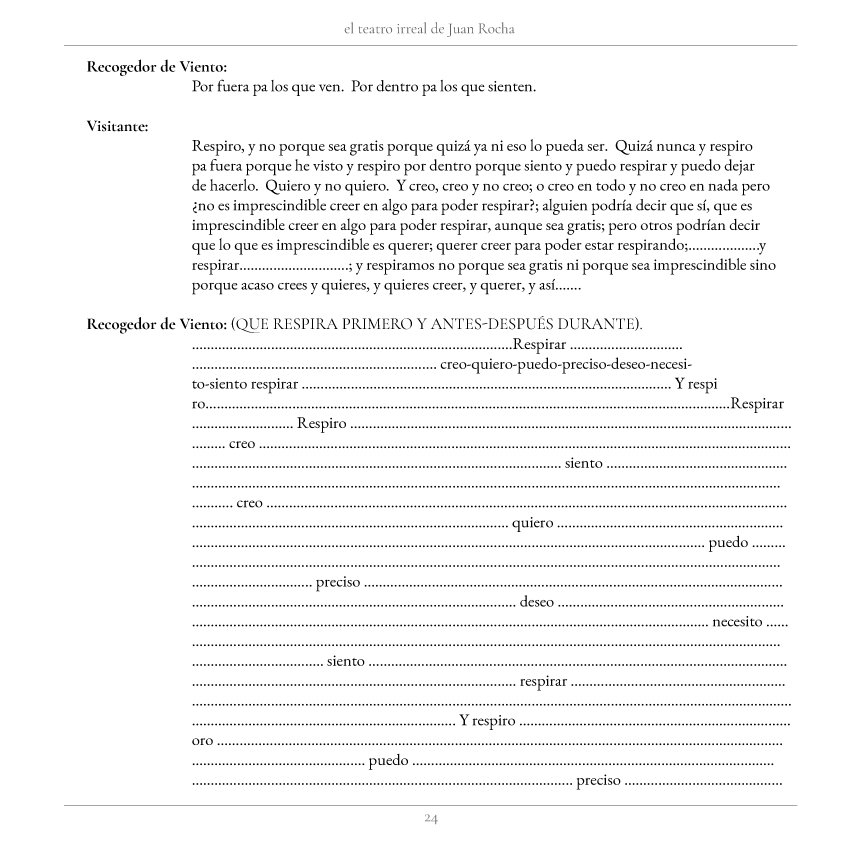 el teatro irreal de Juan Rocha
Recogedor de Viento:
Por fuera pa los que ven.  Por dentro pa los que sienten.
Visitante:
Respiro, y no porque sea gratis porque quizá ya ni eso lo pueda ser.  Quizá nunca y respiro
pa fuera porque he visto y respiro por dentro porque siento y puedo respirar y puedo dejar
de hacerlo.  Quiero y no quiero.  Y creo, creo y no creo; o creo en todo y no creo en nada pero
¿no es imprescindible creer en algo para poder respirar?; alguien podría decir que sí, que es
imprescindible creer en algo para poder respirar, aunque sea gratis; pero otros podrían decir
que lo que es imprescindible es querer; querer creer para poder estar respirando;...................y
respirar.............................; y respiramos no porque sea gratis ni porque sea imprescindible sino
porque acaso crees y quieres, y quieres creer, y querer, y así.......
Recogedor de Viento: (QUE RESPIRA PRIMERO Y ANTES-DESPUÉS DURANTE).
.....................................................................................Respirar ..............................
................................................................. creo-quiero-puedo-preciso-deseo-necesi-
to-siento respirar .................................................................................................. Y respi
ro...........................................................................................................................................Respirar
........................... Respiro .....................................................................................................................
......... creo .............................................................................................................................................
.................................................................................................. siento ................................................
............................................................................................................................................................
........... creo ..........................................................................................................................................
.................................................................................... quiero ............................................................
........................................................................................................................................ puedo .........
............................................................................................................................................................
................................ preciso ...............................................................................................................
...................................................................................... deseo ............................................................
......................................................................................................................................... necesito ......
............................................................................................................................................................
................................... siento ...............................................................................................................
...................................................................................... respirar .........................................................
...............................................................................................................................................................
...................................................................... Y respiro ........................................................................
oro ......................................................................................................................................................
.............................................. puedo ................................................................................................
..................................................................................................... preciso ..........................................
24